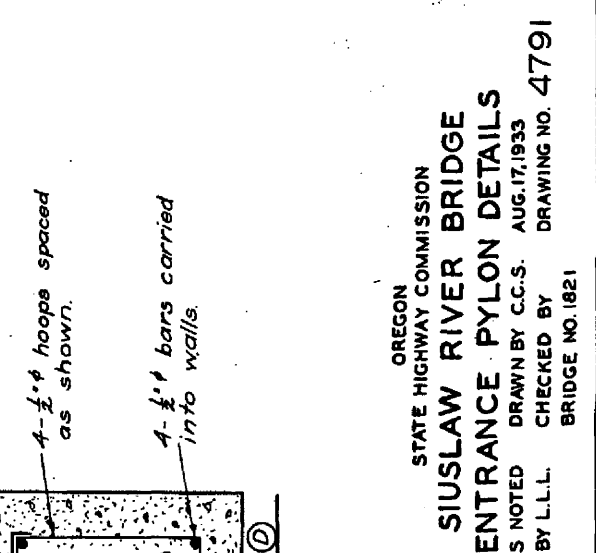 4-½"ϕ hoops spaced
as shown.
4-½"ϕ bars carried
into walls.
D
OREGON
STATE HIGHWAY COMMISSION
SIUSLAW RIVER BRIDGE
ENTRANCE PYLON DETAILS
S NOTED DRAWN BY C.C.S. AUG.17,1933
BY L.L.L. CHECKED BY DRAWING NO. 4791
BRIDGE NO. 1821